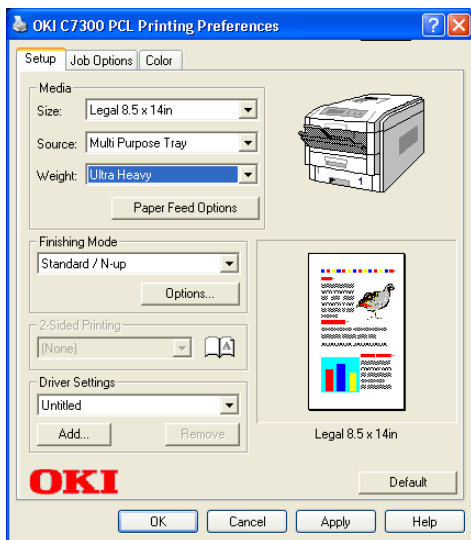 OKI C7300 PCL Printing Preferences
Setup Job Options Color
Media
Size: Legal 8.5 x 14in
Source: Multi Purpose Tray
Weight: Ultra Heavy
Paper Feed Options
1
Finishing Mode
Standard / N-up
Options...
2-Sided Printing
(None)
A
Driver Settings
Untitled
Add... Remove
Legal 8.5 x 14in
OKI
Default
OK Cancel Apply Help